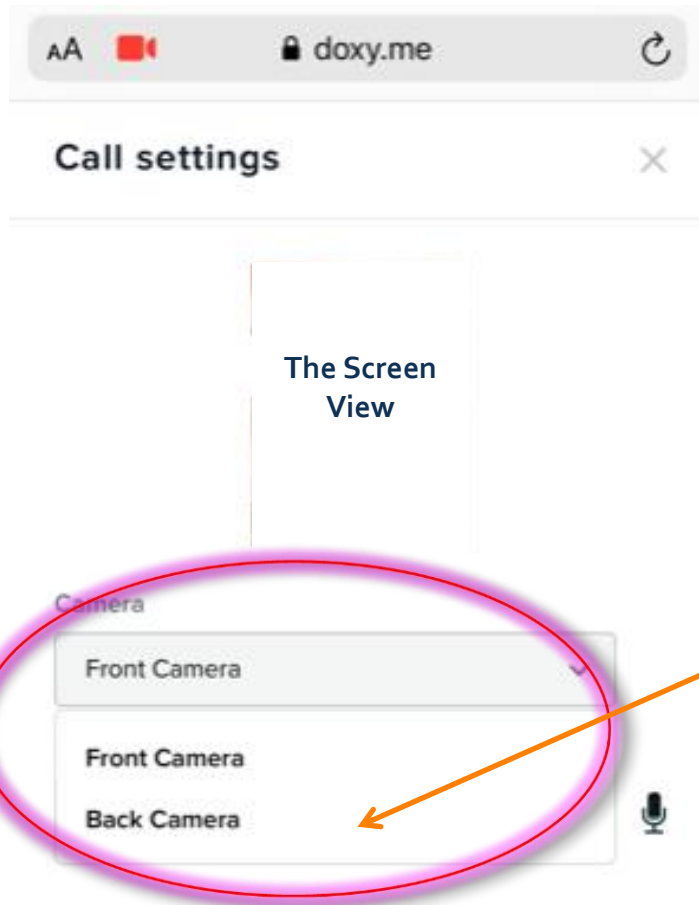 AA doxy.me
Call settings
The Screen
View
Camera
Front Camera
Front Camera
Back Camera